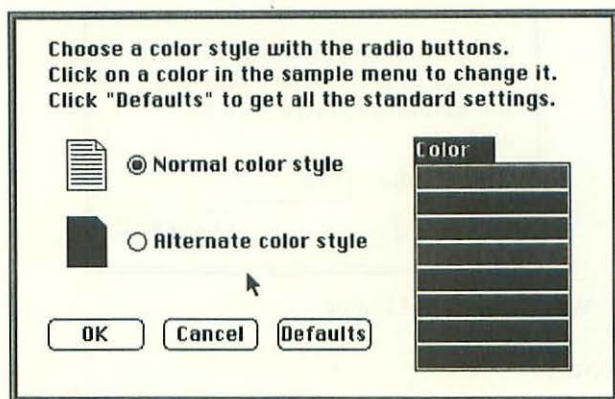 Choose a color style with the radio buttons.
Click on a color in the sample menu to change it.
Click "Defaults" to get all the standard settings.
Normal color style
Color
Alternate color style
OK
Cancel
Defaults